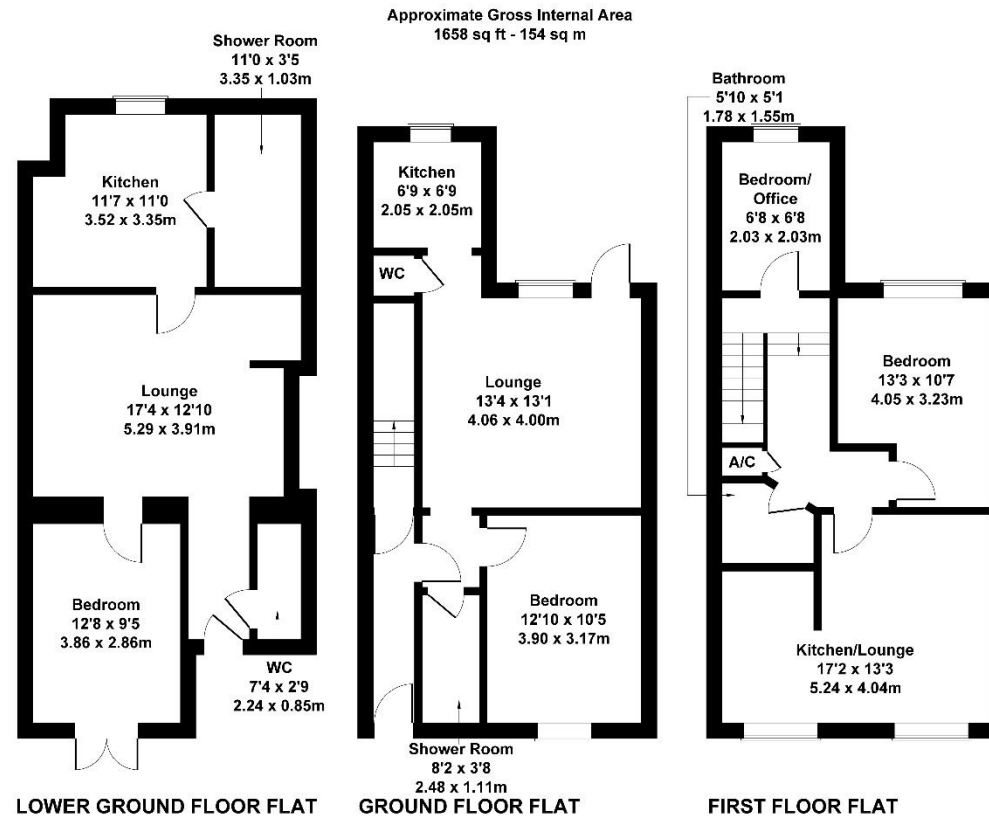 Approximate Gross Internal Area
1658 sq ft - 154 sq m
Shower Room
11'0 x 3'5
3.35 x 1.03m
Kitchen
11'7 x 11'0
3.52 x 3.35m
Lounge
17'4 x 12'10
5.29 x 3.91m
Bedroom
12'8 x 9'5
3.86 x 2.86m
WC
7'4 x 2'9
2.24 x 0.85m
LOWER GROUND FLOOR FLAT
Kitchen
6'9 x 6'9
2.05 x 2.05m
WC
Lounge
13'4 x 13'1
4.06 x 4.00m
Bedroom
12'10 x 10'5
3.90 x 3.17m
Shower Room
8'2 x 3'8
2.48 x 1.11m
GROUND FLOOR FLAT
Bathroom
5'10 x 5'1
1.78 x 1.55m
Bedroom/
Office
6'8 x 6'8
2.03 x 2.03m
Bedroom
13'3 x 10'7
4.05 x 3.23m
A/C
Kitchen/Lounge
17'2 x 13'3
5.24 x 4.04m
FIRST FLOOR FLAT